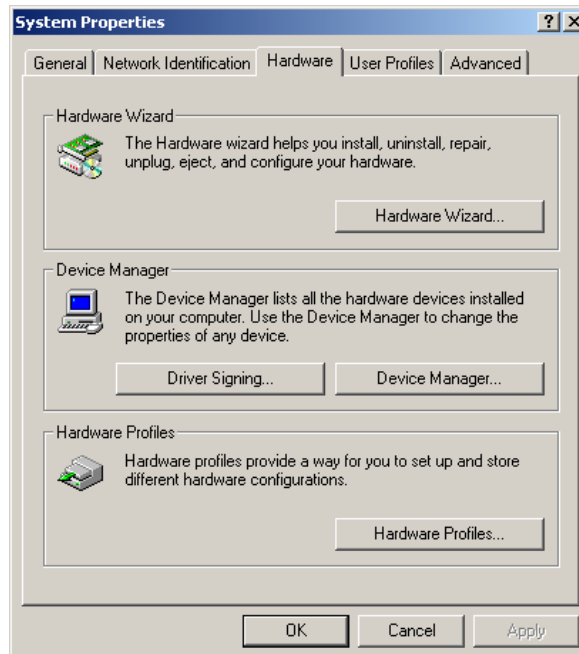 System Properties
General Network Identification Hardware User Profiles Advanced
Hardware Wizard
The Hardware wizard helps you install, uninstall, repair,
unplug, eject, and configure your hardware.
Hardware Wizard...
Device Manager
The Device Manager lists all the hardware devices installed
on your computer. Use the Device Manager to change the
properties of any device.
Driver Signing... Device Manager...
Hardware Profiles
Hardware profiles provide a way for you to set up and store
different hardware configurations.
Hardware Profiles...
OK Cancel Apply